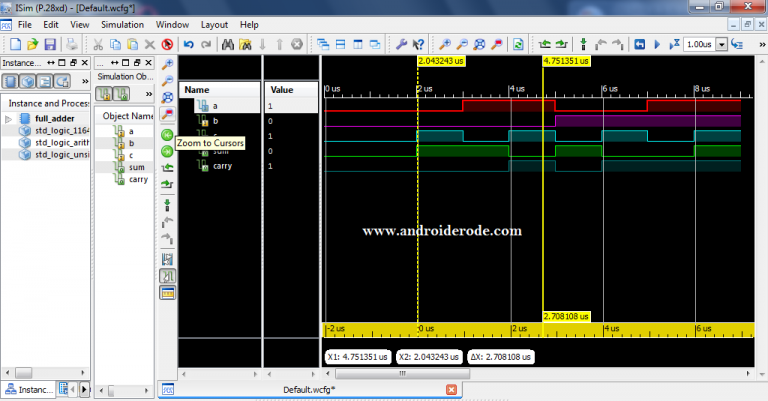 ISim (P.28xd) - [Default.wcfg*]
File Edit View Simulation Window Layout Help
1.00us
Instance...
Simulation Ob...
Instance and Process
full_adder
std_logic_1164
std_logic_arith
std_logic_unsi
Object Name
a
b
c
sum
carry
Name Value
a 1
b 0
1
sum 0
carry 1
Zoom to Cursors
2.043243 us 4.751351 us
0 us 2 us 4 us 6 us 8 us
www.androiderode.com
2.708108 us
-2 us 0 us 2 us 4 us 6 us
X1: 4.751351 us X2: 2.043243 us ΔX: 2.708108 us
Instanc...
Default.wcfg*